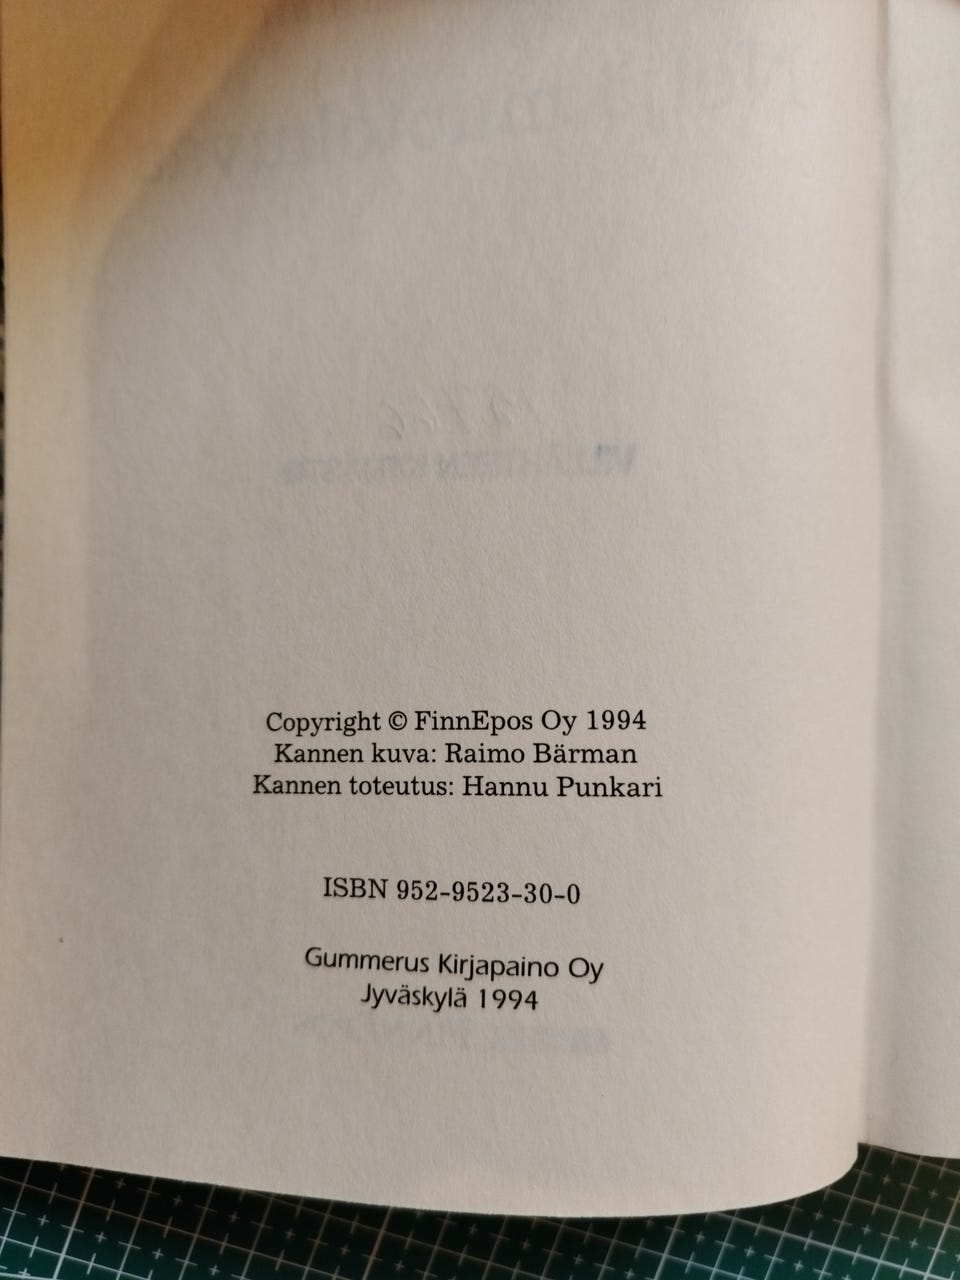 Copyright © FinnEpos Oy 1994
Kannen kuva: Raimo Bärman
Kannen toteutus: Hannu Punkari
ISBN 952-9523-30-0
Gummerus Kirjapaino Oy
Jyväskylä 1994